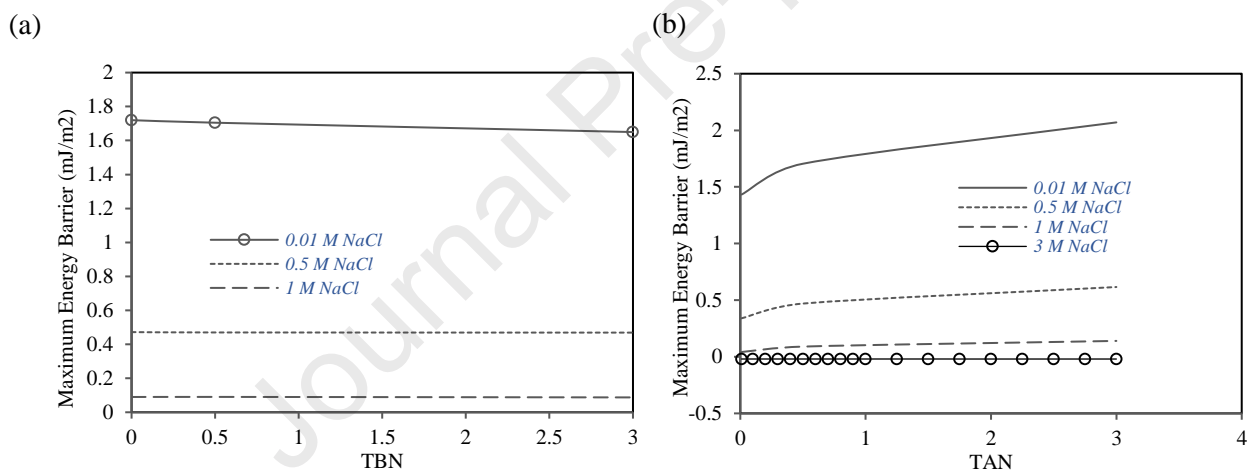 (a)
Maximum Energy Barrier (mJ/m2)
2
1.8
1.6
1.4
1.2
1
0.8
0.6
0.4
0.2
0
0.01 M NaCl
0.5 M NaCl
1 M NaCl
0 0.5 1 1.5 2 2.5 3
TBN
(b)
Maximum Energy Barrier (mJ/m2)
2.5
2
1.5
1
0.5
0
-0.5
0.01 M NaCl
0.5 M NaCl
1 M NaCl
3 M NaCl
0 1 2 3 4
TAN
Journal Pre-